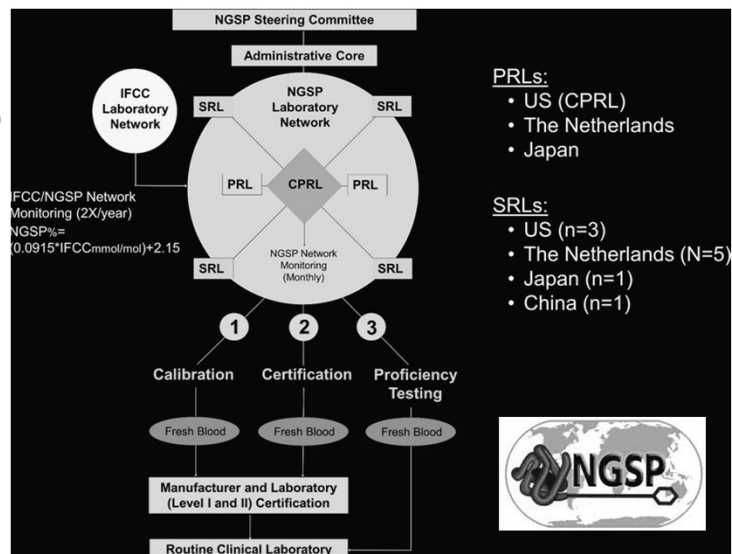 NGSP Steering Committee
Administrative Core
IFCC
Laboratory
Network
NGSP
Laboratory
Network
SRL
SRL
PRL
CPRL
PRL
SRL
SRL
NGSP Network
Monitoring
(Monthly)
IFCC/NGSP Network
Monitoring (2X/year)
NGSP%=
(0.0915*IFCCmmol/mol)+2.15
1
2
3
Calibration
Certification
Proficiency
Testing
Fresh Blood
Fresh Blood
Fresh Blood
Manufacturer and Laboratory
(Level I and II) Certification
Routine Clinical Laboratory
PRLs:
• US (CPRL)
• The Netherlands
• Japan
SRLs:
• US (n=3)
• The Netherlands (N=5)
• Japan (n=1)
• China (n=1)
NGSP